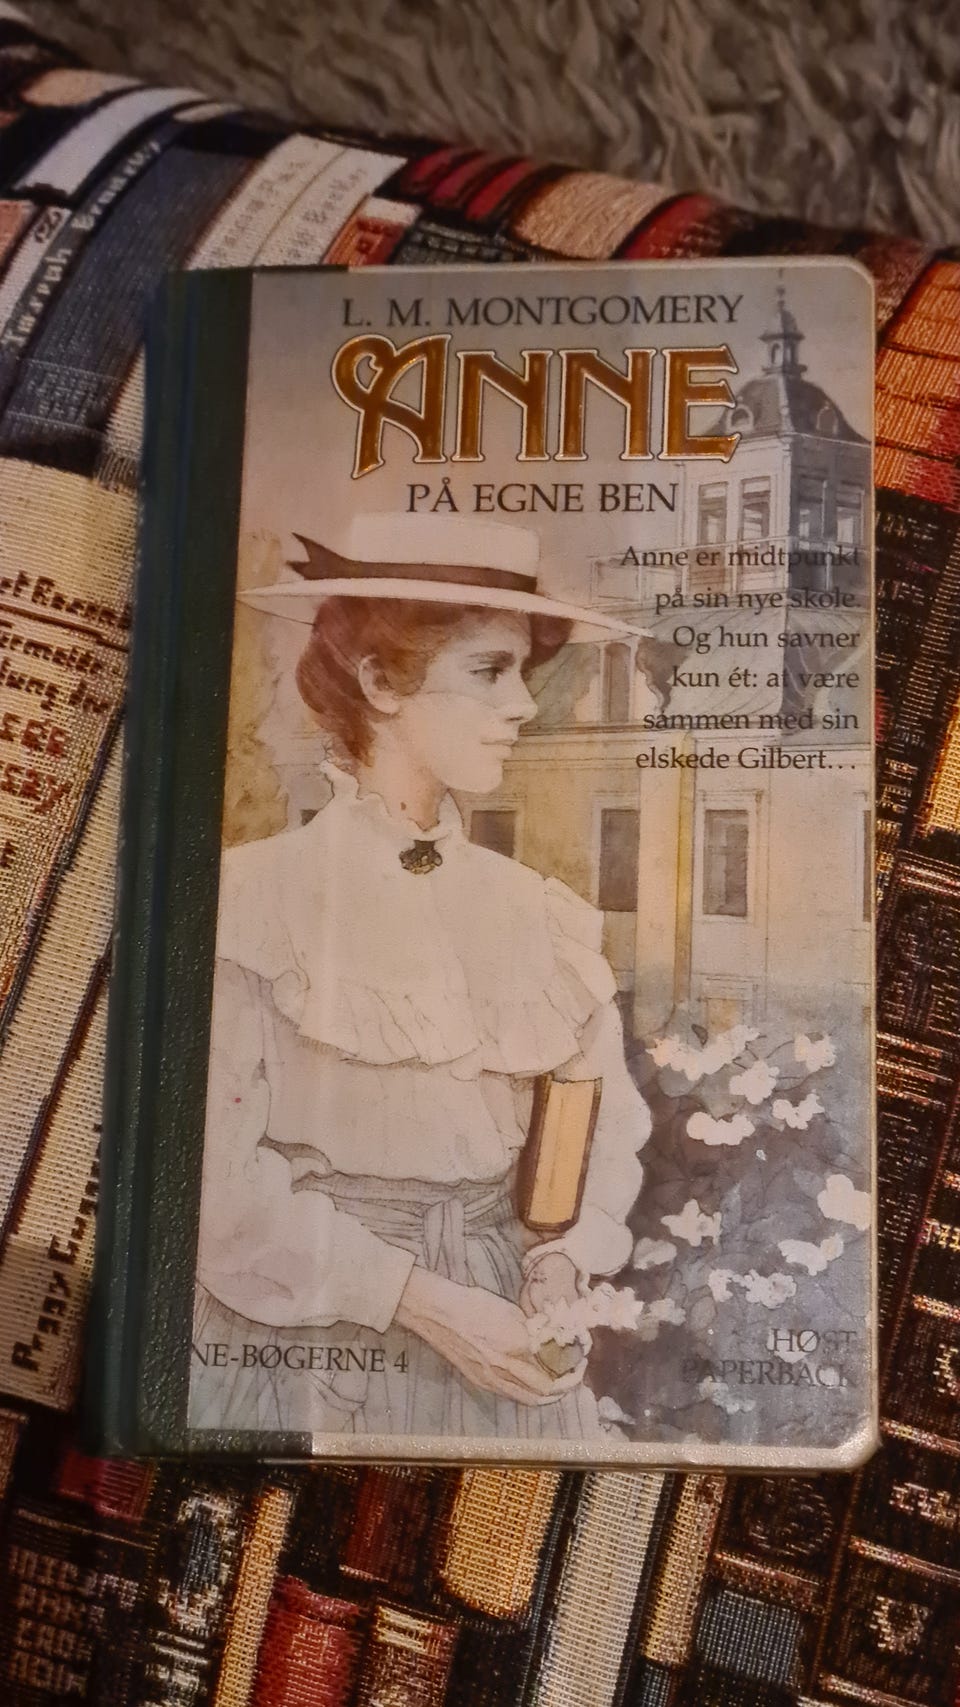 L. M. MONTGOMERY
ANNE
PÅ EGNE BEN
Anne er midtpunkt
på sin nye skole.
Og hun savner
kun ét: at være
sammen med sin
elskede Gilbert...
NE-BØGERNE 4
HØST
PAPERBACK